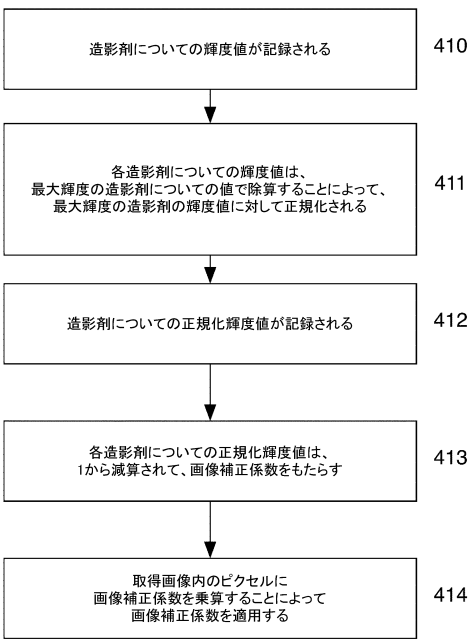 造影剤についての輝度値が記録される
410
各造影剤についての輝度値は、
最大輝度の造影剤についての値で除算することによって、
最大輝度の造影剤の輝度値に対して正規化される
411
造影剤についての正規化輝度値が記録される
412
各造影剤についての正規化輝度値は、
1から減算されて、画像補正係数をもたらす
413
取得画像内のピクセルに
画像補正係数を乗算することによって
画像補正係数を適用する
414